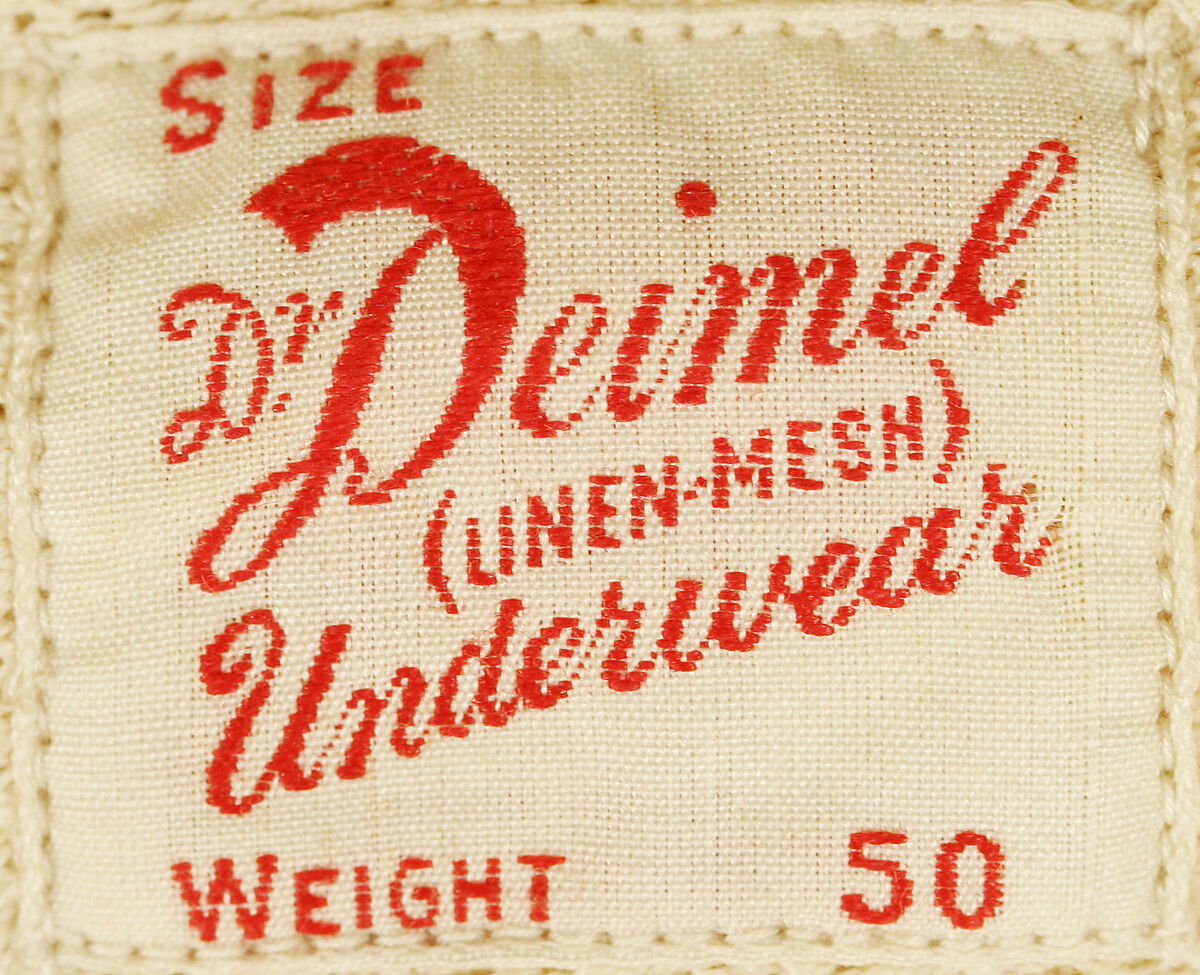 SIZE
Dr. Deimel
(LINEN-MESH)
Underwear
WEIGHT 50